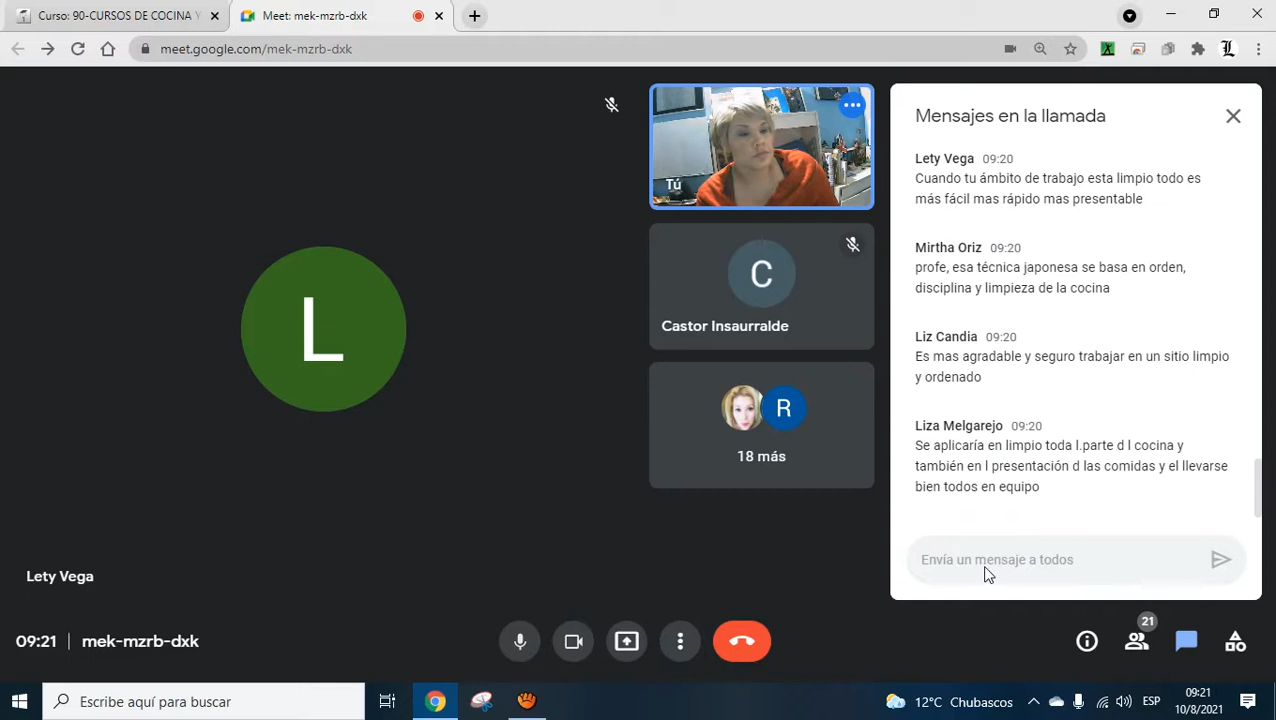 Curso: 90-CURSOS DE COCINA Y
Meet: mek-mzrb-dxk
meet.google.com/mek-mzrb-dxk
L
Lety Vega
Tú
C
Castor Insaurralde
R
18 más
Mensajes en la llamada
Lety Vega 09:20
Cuando tu ámbito de trabajo esta limpio todo es
más fácil mas rápido mas presentable
Mirtha Oriz 09:20
profe, esa técnica japonesa se basa en orden,
disciplina y limpieza de la cocina
Liz Candia 09:20
Es mas agradable y seguro trabajar en un sitio limpio
y ordenado
Liza Melgarejo 09:20
Se aplicaría en limpio toda l.parte d l cocina y
también en l presentación d las comidas y el llevarse
bien todos en equipo
Envía un mensaje a todos
09:21 | mek-mzrb-dxk
21
Escribe aquí para buscar
12°C Chubascos
ESP
09:21
10/8/2021